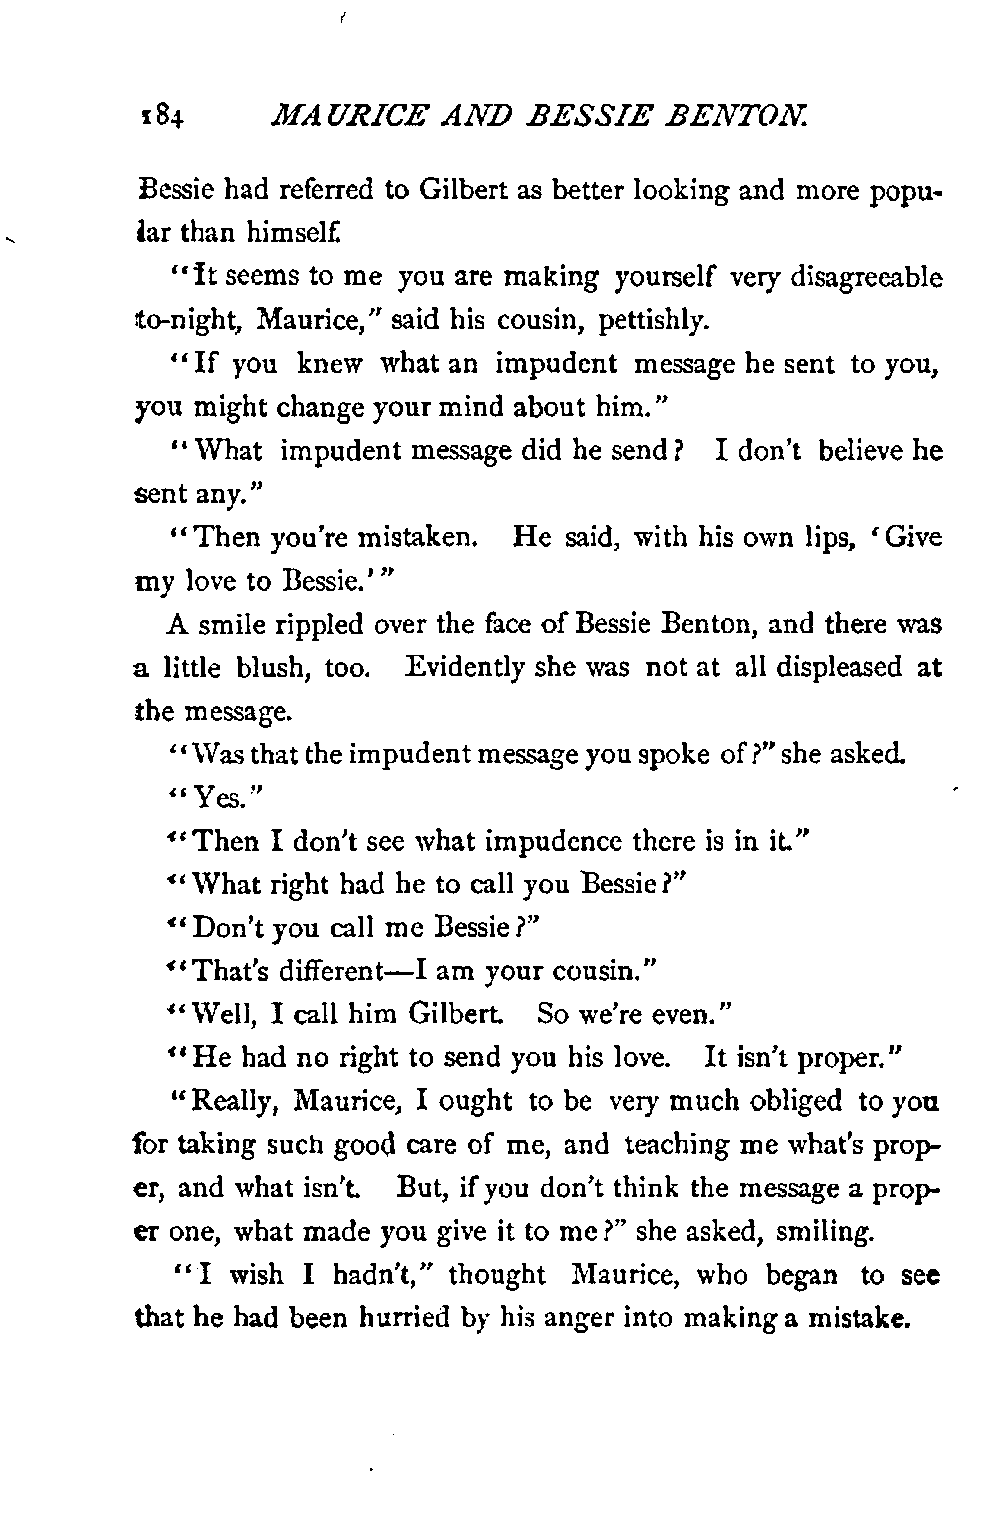 184 MAURICE AND BESSIE BENTON.
Bessie had referred to Gilbert as better looking and more popu-
lar than himself.
"It seems to me you are making yourself very disagreeable
to-night, Maurice," said his cousin, pettishly.
"If you knew what an impudent message he sent to you,
you might change your mind about him."
"What impudent message did he send? I don't believe he
sent any."
"Then you're mistaken. He said, with his own lips, 'Give
my love to Bessie.'"
A smile rippled over the face of Bessie Benton, and there was
a little blush, too. Evidently she was not at all displeased at
the message.
"Was that the impudent message you spoke of?" she asked.
"Yes."
"Then I don't see what impudence there is in it."
"What right had he to call you Bessie?"
"Don't you call me Bessie?"
"That's different—I am your cousin."
"Well, I call him Gilbert. So we're even."
"He had no right to send you his love. It isn't proper."
"Really, Maurice, I ought to be very much obliged to you
for taking such good care of me, and teaching me what's prop-
er, and what isn't. But, if you don't think the message a prop-
er one, what made you give it to me?" she asked, smiling.
"I wish I hadn't," thought Maurice, who began to see
that he had been hurried by his anger into making a mistake.